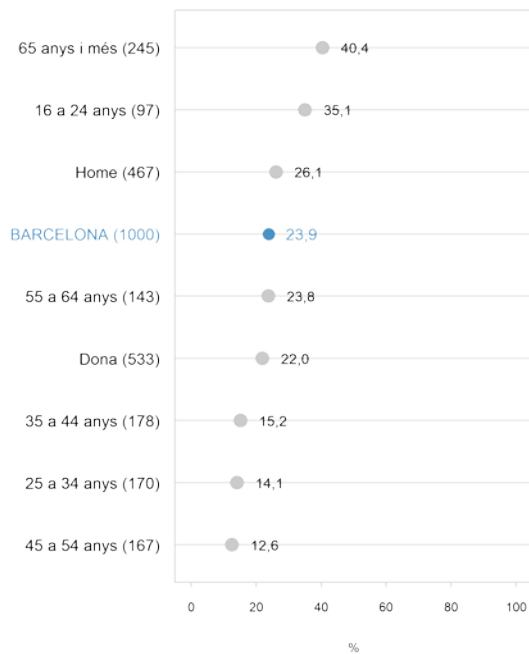 65 anys i més (245) 40,4
16 a 24 anys (97) 35,1
Home (467) 26,1
BARCELONA (1000) 23,9
55 a 64 anys (143) 23,8
Dona (533) 22,0
35 a 44 anys (178) 15,2
25 a 34 anys (170) 14,1
45 a 54 anys (167) 12,6
0 20 40 60 80 100
%